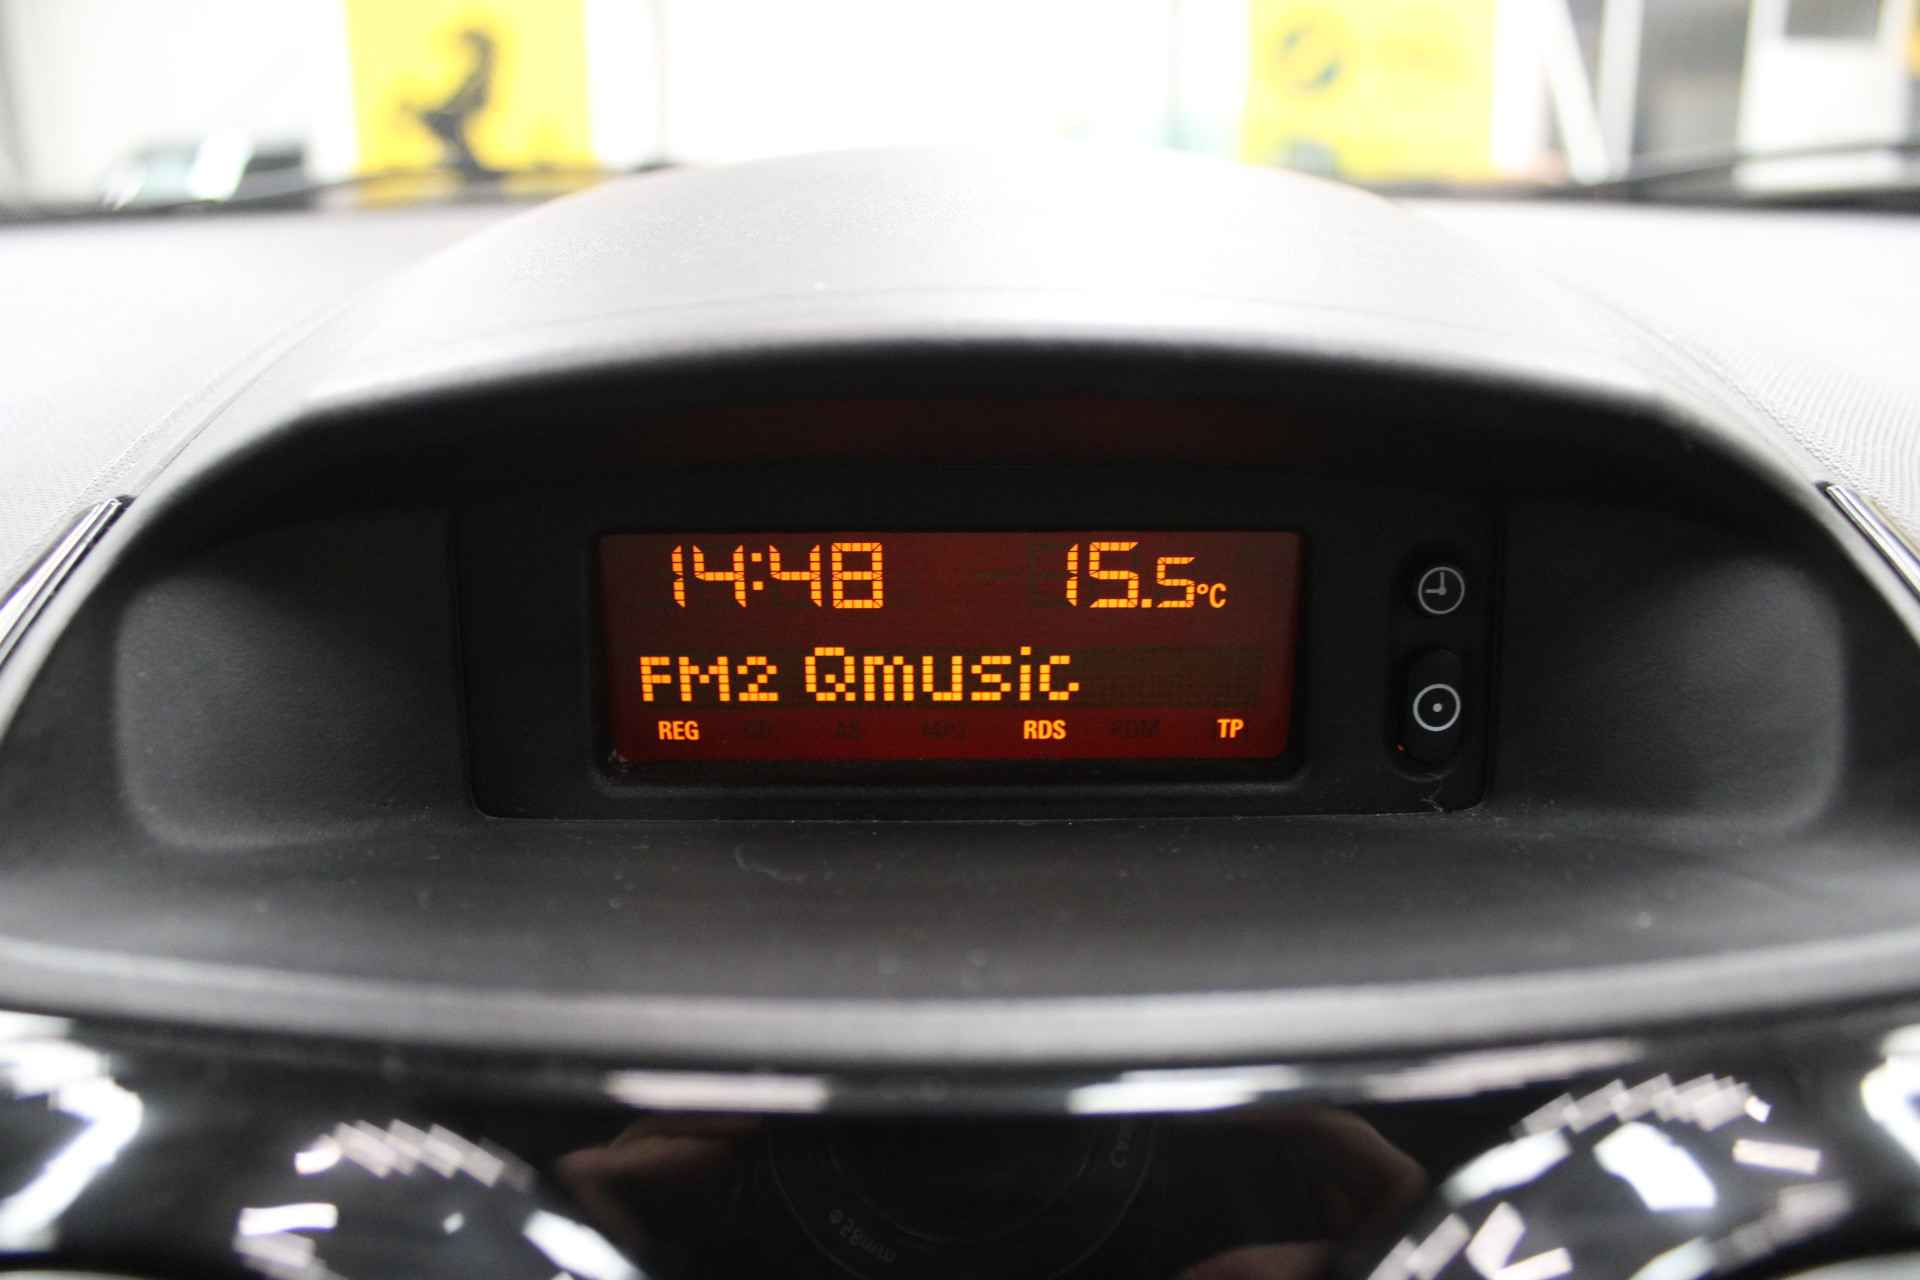 14:48 15.5°C
FM2 Qmusic
REG RDS TP